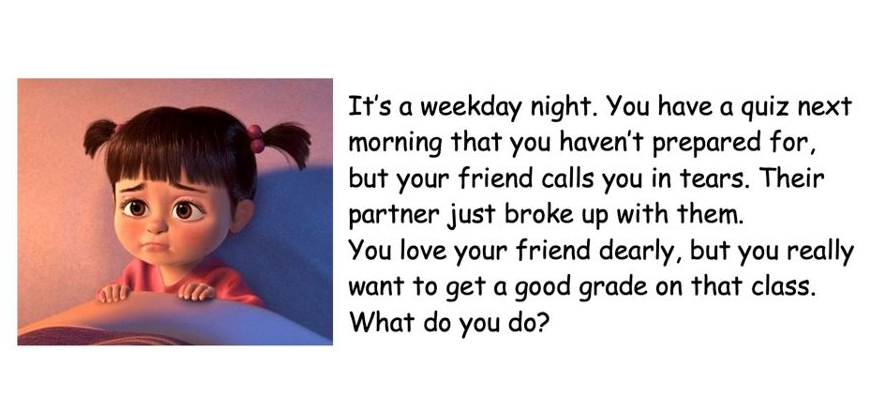 It's a weekday night. You have a quiz next
morning that you haven't prepared for,
but your friend calls you in tears. Their
partner just broke up with them.
You love your friend dearly, but you really
want to get a good grade on that class.
What do you do?